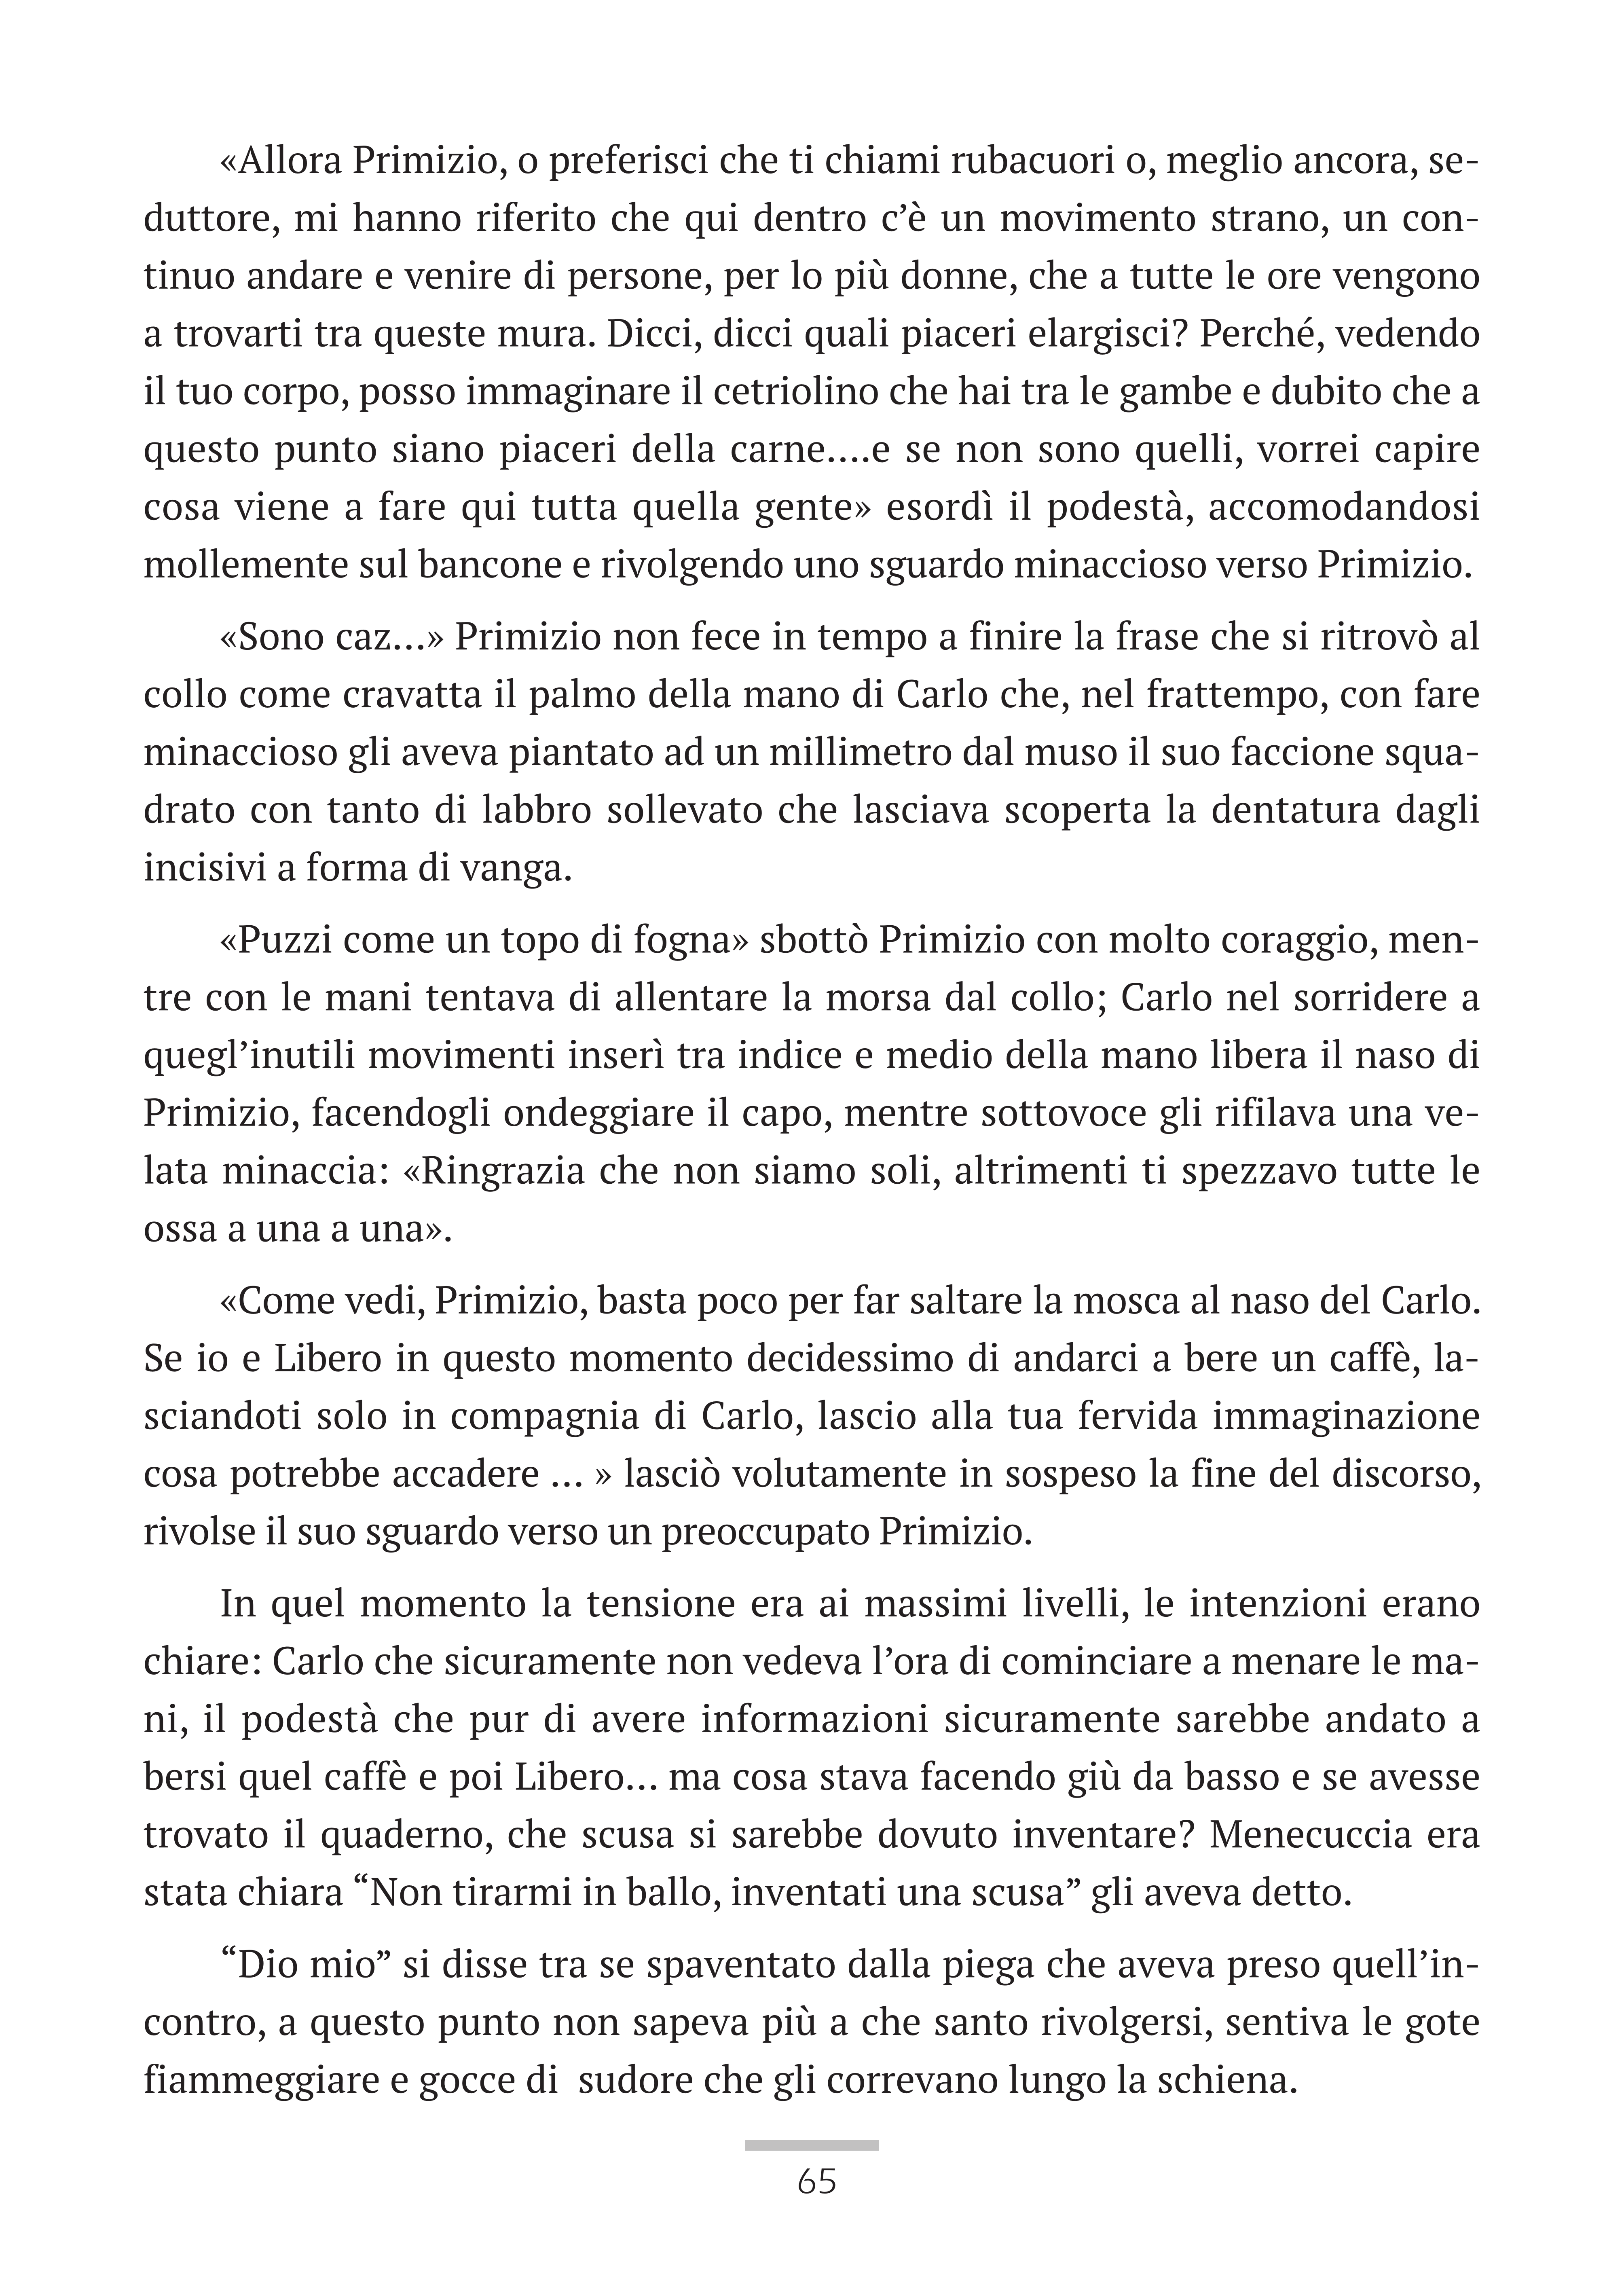 «Allora Primizio, o preferisci che ti chiami rubacuori o, meglio ancora, se-
duttore, mi hanno riferito che qui dentro c’è un movimento strano, un con-
tinuo andare e venire di persone, per lo più donne, che a tutte le ore vengono
a trovarti tra queste mura. Dicci, dicci quali piaceri elargisci? Perché, vedendo
il tuo corpo, posso immaginare il cetriolino che hai tra le gambe e dubito che a
questo punto siano piaceri della carne....e se non sono quelli, vorrei capire
cosa viene a fare qui tutta quella gente» esordì il podestà, accomodandosi
mollemente sul bancone e rivolgendo uno sguardo minaccioso verso Primizio.
«Sono caz…» Primizio non fece in tempo a finire la frase che si ritrovò al
collo come cravatta il palmo della mano di Carlo che, nel frattempo, con fare
minaccioso gli aveva piantato ad un millimetro dal muso il suo faccione squa-
drato con tanto di labbro sollevato che lasciava scoperta la dentatura dagli
incisivi a forma di vanga.
«Puzzi come un topo di fogna» sbottò Primizio con molto coraggio, men-
tre con le mani tentava di allentare la morsa dal collo; Carlo nel sorridere a
quegl’inutili movimenti inserì tra indice e medio della mano libera il naso di
Primizio, facendogli ondeggiare il capo, mentre sottovoce gli rifilava una ve-
lata minaccia: «Ringrazia che non siamo soli, altrimenti ti spezzavo tutte le
ossa a una a una».
«Come vedi, Primizio, basta poco per far saltare la mosca al naso del Carlo.
Se io e Libero in questo momento decidessimo di andarci a bere un caffè, la-
sciandoti solo in compagnia di Carlo, lascio alla tua fervida immaginazione
cosa potrebbe accadere … » lasciò volutamente in sospeso la fine del discorso,
rivolse il suo sguardo verso un preoccupato Primizio.
In quel momento la tensione era ai massimi livelli, le intenzioni erano
chiare: Carlo che sicuramente non vedeva l’ora di cominciare a menare le ma-
ni, il podestà che pur di avere informazioni sicuramente sarebbe andato a
bersi quel caffè e poi Libero… ma cosa stava facendo giù da basso e se avesse
trovato il quaderno, che scusa si sarebbe dovuto inventare? Menecuccia era
stata chiara “Non tirarmi in ballo, inventati una scusa” gli aveva detto.
“Dio mio” si disse tra se spaventato dalla piega che aveva preso quell’in-
contro, a questo punto non sapeva più a che santo rivolgersi, sentiva le gote
fiammeggiare e gocce di  sudore che gli correvano lungo la schiena.
65